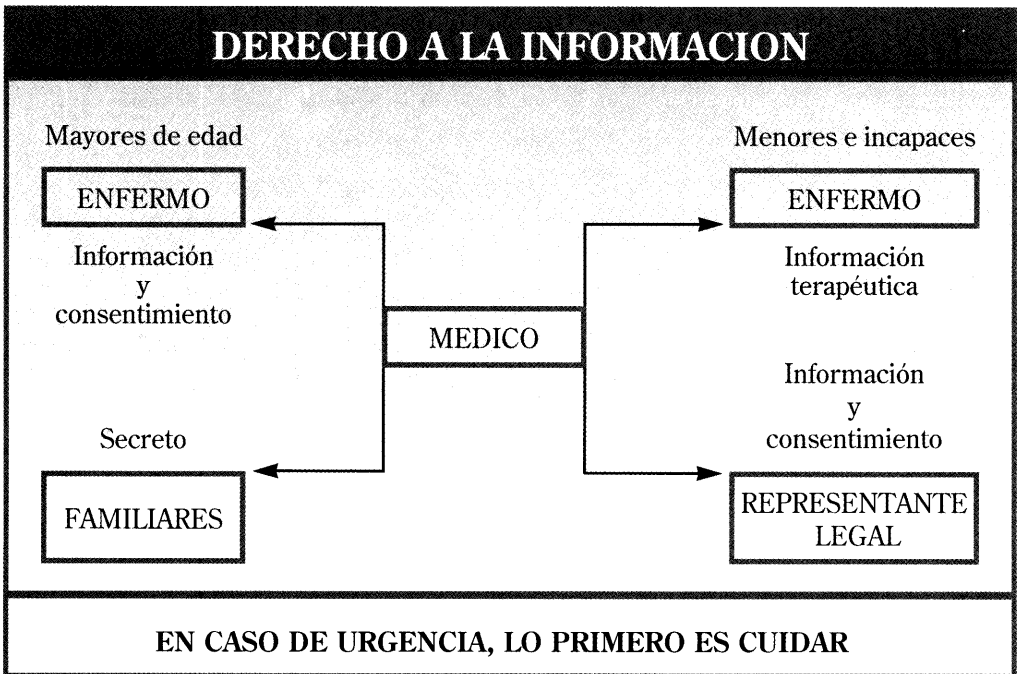 DERECHO A LA INFORMACION
Mayores de edad
ENFERMO
Información
y
consentimiento
Secreto
FAMILIARES
MEDICO
Menores e incapaces
ENFERMO
Información
terapéutica
Información
y
consentimiento
REPRESENTANTE
LEGAL
EN CASO DE URGENCIA, LO PRIMERO ES CUIDAR